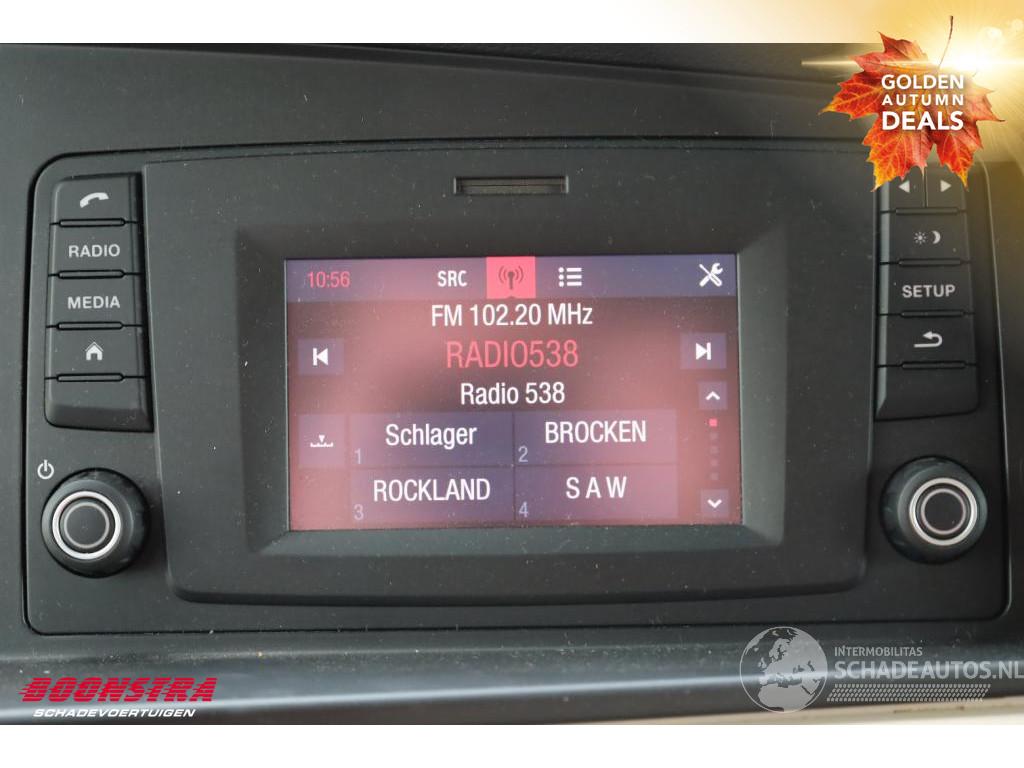 GOLDEN
AUTUMN
DEALS
RADIO
MEDIA
SETUP
10:56
SRC
FM 102.20 MHz
RADIO538
Radio 538
Schlager
1
BROCKEN
2
ROCKLAND
3
S A W
4
INTERMOBILITAS
SCHADEAUTOS.NL
BOONSTRA
SCHADEVOERTUIGEN